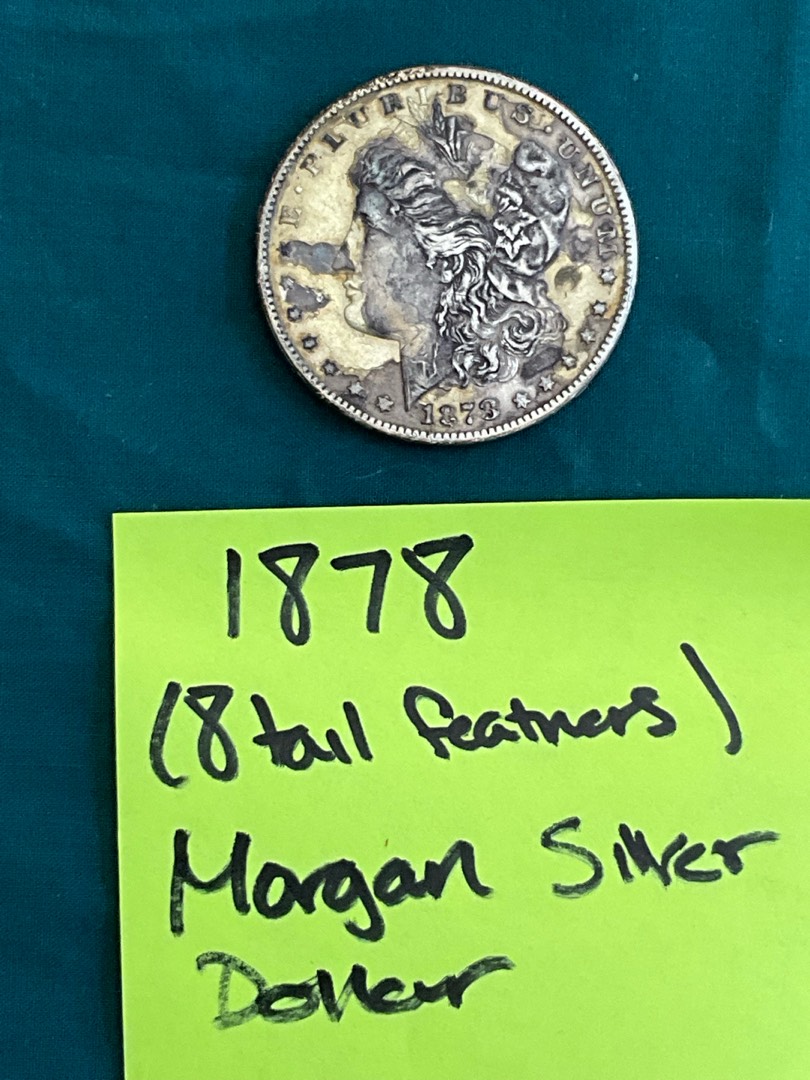 E · PLURIBUS · UNUM
1878
1878
(8 tail feathers)
Morgan Silver
Dollar